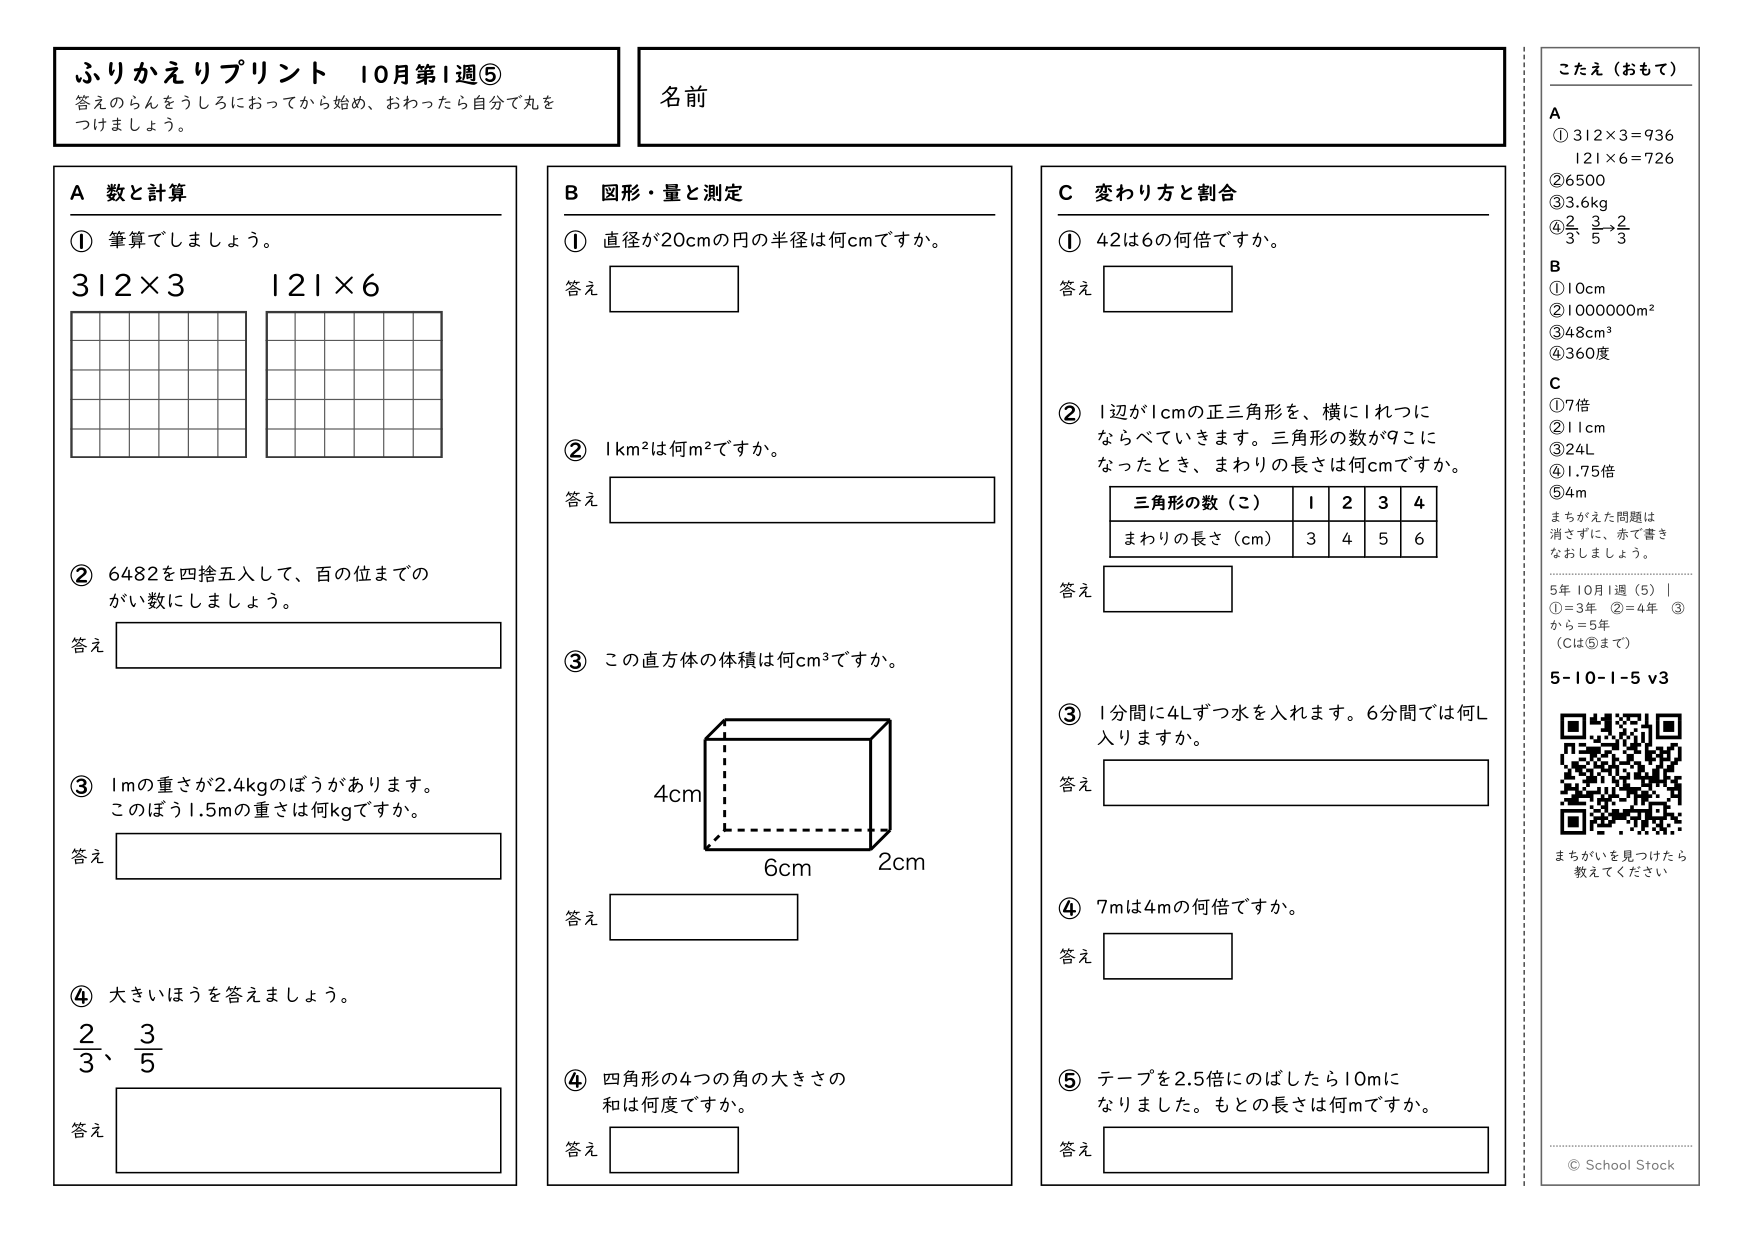 ふりかえりプリント　10月第1週⑤
答えのらんをうしろにおってから始め、おわったら自分で丸を
つけましょう。
名前
A　数と計算
① 筆算でしましょう。
312×3　121×6
② 6482を四捨五入して、百の位までの
がい数にしましょう。
答え
③ 1mの重さが2.4kgのぼうがあります。
このぼう1.5mの重さは何kgですか。
答え
④ 大きいほうを答えましょう。
2/3、3/5
答え
B　図形・量と測定
① 直径が20cmの円の半径は何cmですか。
答え
② 1km²は何m²ですか。
答え
③ この直方体の体積は何cm³ですか。
4cm
6cm
2cm
答え
④ 四角形の4つの角の大きさの
和は何度ですか。
答え
C　変わり方と割合
① 42は6の何倍ですか。
答え
② 1辺が1cmの正三角形を、横に1れつに
ならべていきます。三角形の数が9こに
なったとき、まわりの長さは何cmですか。
三角形の数（こ） 1 2 3 4
まわりの長さ（cm） 3 4 5 6
答え
③ 1分間に4Lずつ水を入れます。6分間では何L
入りますか。
答え
④ 7mは4mの何倍ですか。
答え
⑤ テープを2.5倍にのばしたら10mに
なりました。もとの長さは何mですか。
答え
こたえ（おもて）
A
①312×3＝936
121×6＝726
②6500
③3.6kg
④2/3、3/5→2/3
B
①10cm
②1000000m²
③48cm³
④360度
C
①7倍
②11cm
③24L
④1.75倍
⑤4m
まちがえた問題は
消さずに、赤で書き
なおしましょう。
5年 10月1週（5）｜
①＝3年　②＝4年　③
から＝5年
（Cは⑤まで）
5-10-1-5 v3
まちがいを見つけたら
教えてください
© School Stock